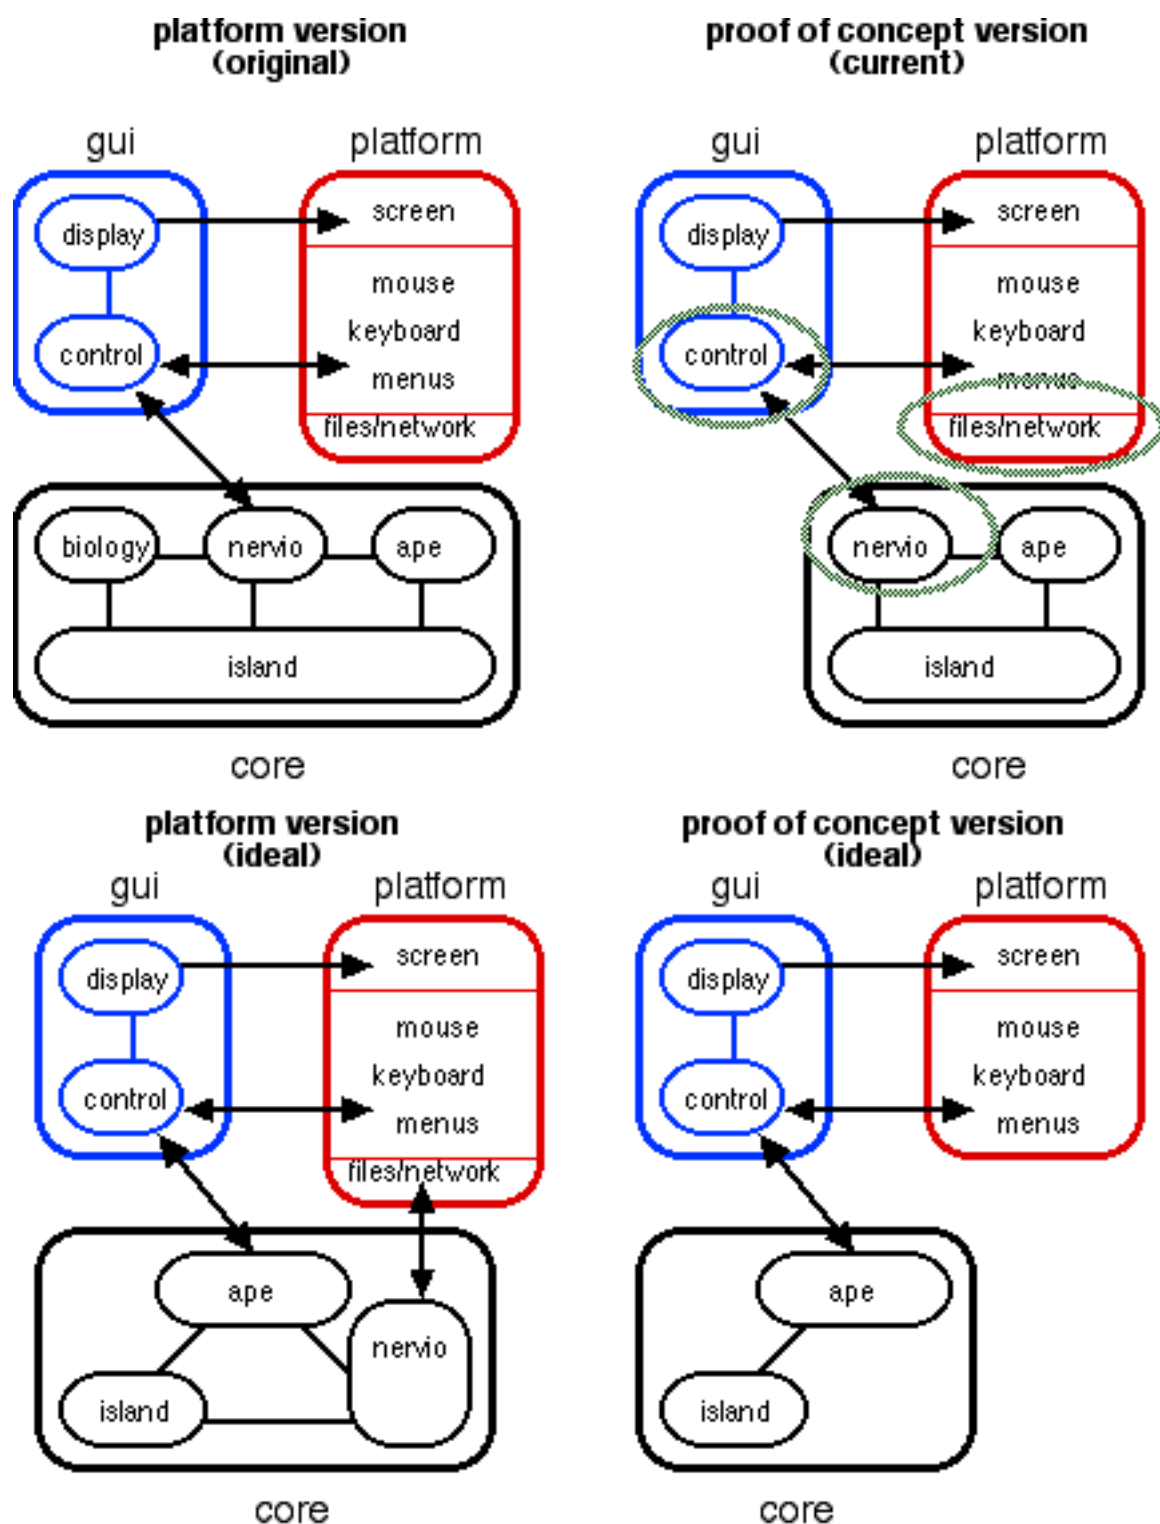 platform version
(original)
gui
platform
display
screen
mouse
keyboard
control
menus
files/network
biology
nervio
ape
island
core
proof of concept version
(current)
gui
platform
display
screen
mouse
keyboard
control
menus
files/network
nervio
ape
island
core
platform version
(ideal)
gui
platform
display
screen
mouse
keyboard
control
menus
files/network
ape
nervio
island
core
proof of concept version
(ideal)
gui
platform
display
screen
mouse
keyboard
control
menus
ape
island
core